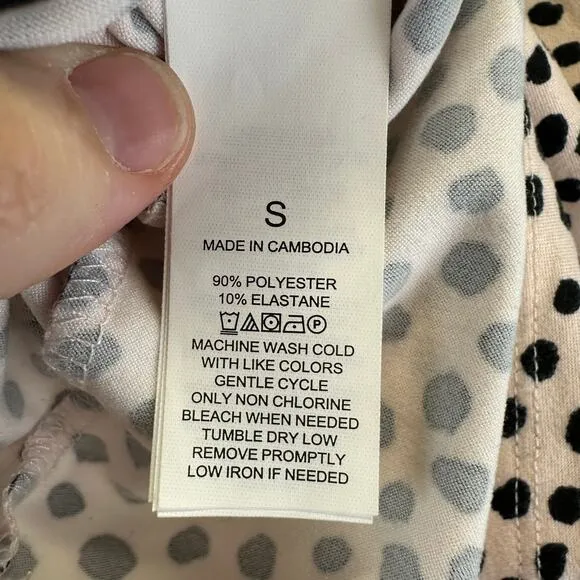 S
MADE IN CAMBODIA
90% POLYESTER
10% ELASTANE
P
MACHINE WASH COLD
WITH LIKE COLORS
GENTLE CYCLE
ONLY NON CHLORINE
BLEACH WHEN NEEDED
TUMBLE DRY LOW
REMOVE PROMPTLY
LOW IRON IF NEEDED